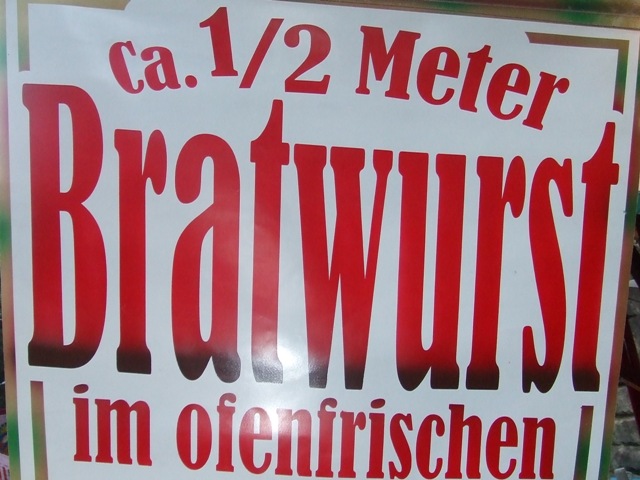 Ca. 1/2 Meter
Bratwurst
im ofenfrischen